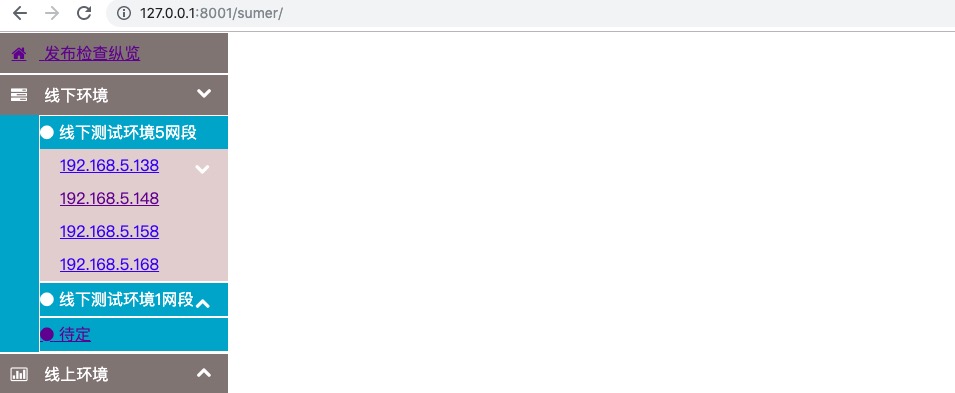 127.0.0.1:8001/sumer/
发布检查纵览
线下环境
线下测试环境5网段
192.168.5.138
192.168.5.148
192.168.5.158
192.168.5.168
线下测试环境1网段
待定
线上环境